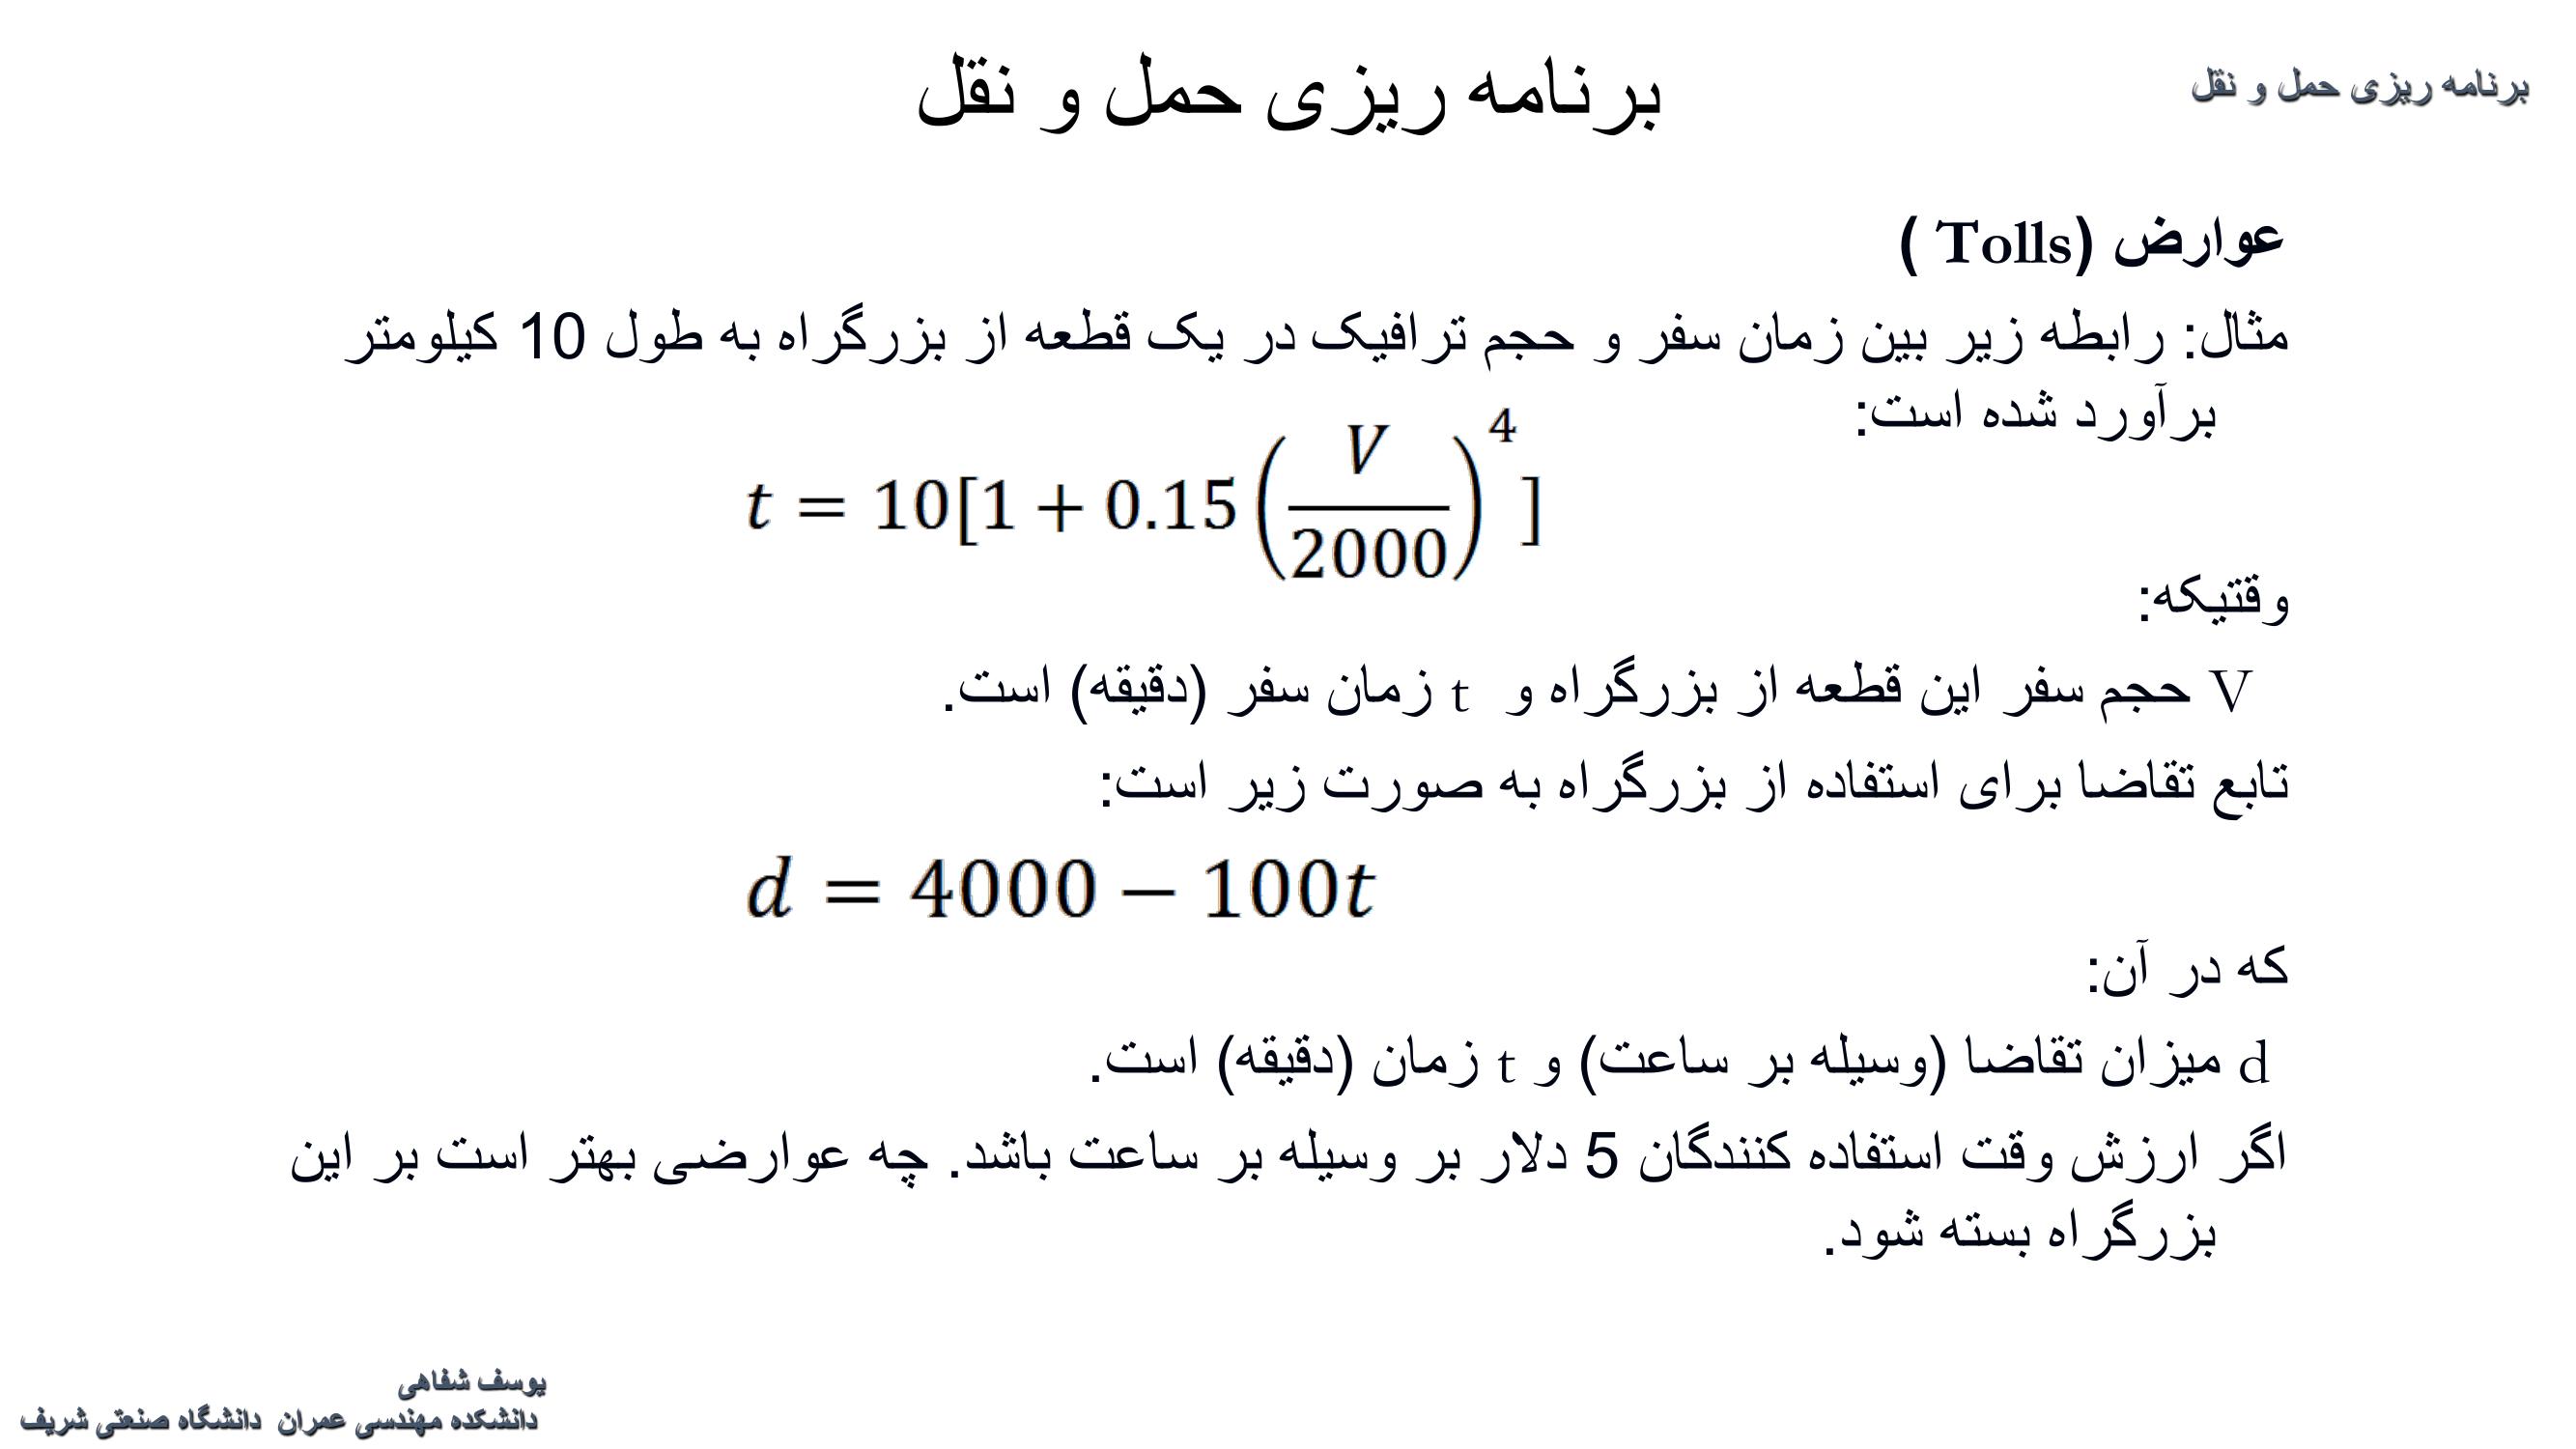 برنامه ریزی حمل و نقل
برنامه ریزی حمل و نقل
عوارض (Tolls )
مثال: رابطه زیر بین زمان سفر و حجم ترافیک در یک قطعه از بزرگراه به طول 10 کیلومتر
برآورد شده است:
t = 10[1 + 0.15 (V/2000)^4 ]
وقتیکه:
V حجم سفر این قطعه از بزرگراه و t زمان سفر (دقیقه) است.
تابع تقاضا برای استفاده از بزرگراه به صورت زیر است:
d = 4000 − 100t
که در آن:
d میزان تقاضا (وسیله بر ساعت) و t زمان (دقیقه) است.
اگر ارزش وقت استفاده کنندگان 5 دلار بر وسیله بر ساعت باشد. چه عوارضی بهتر است بر این
بزرگراه بسته شود.
یوسف شفاهی
دانشکده مهندسی عمران دانشگاه صنعتی شریف